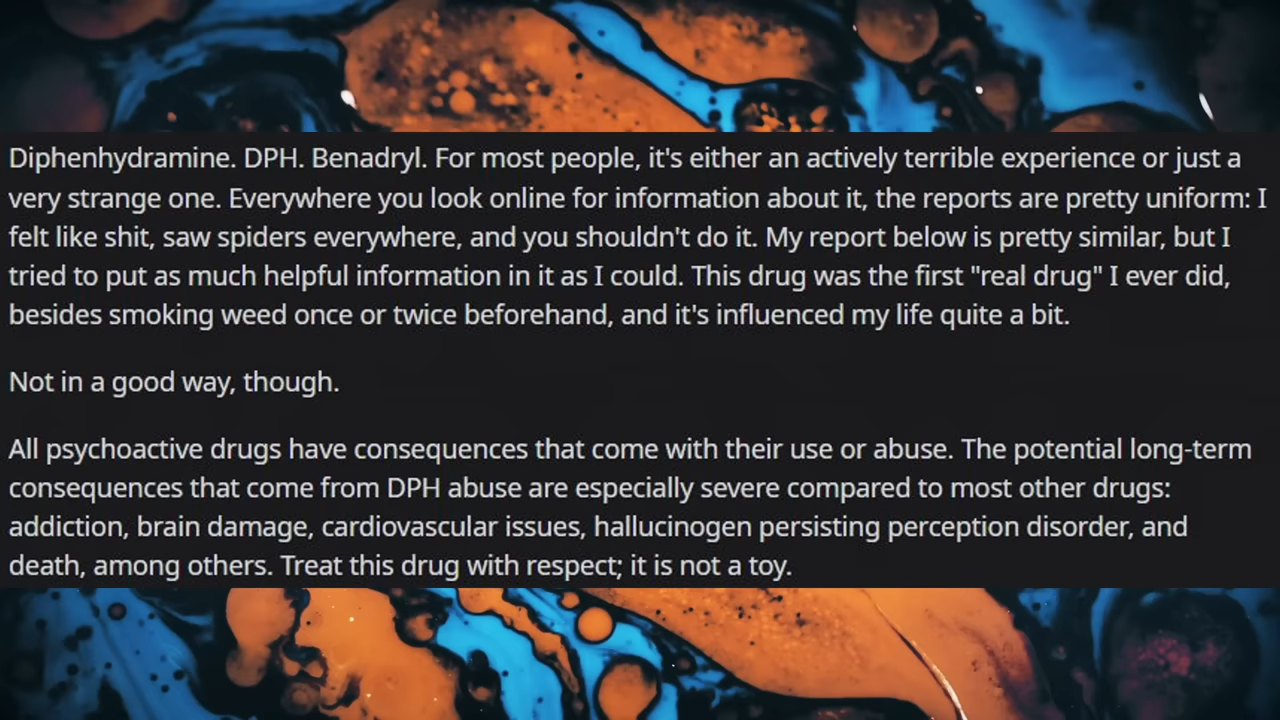 Diphenhydramine. DPH. Benadryl. For most people, it's either an actively terrible experience or just a
very strange one. Everywhere you look online for information about it, the reports are pretty uniform: I
felt like shit, saw spiders everywhere, and you shouldn't do it. My report below is pretty similar, but I
tried to put as much helpful information in it as I could. This drug was the first "real drug" I ever did,
besides smoking weed once or twice beforehand, and it's influenced my life quite a bit.
Not in a good way, though.
All psychoactive drugs have consequences that come with their use or abuse. The potential long-term
consequences that come from DPH abuse are especially severe compared to most other drugs:
addiction, brain damage, cardiovascular issues, hallucinogen persisting perception disorder, and
death, among others. Treat this drug with respect; it is not a toy.